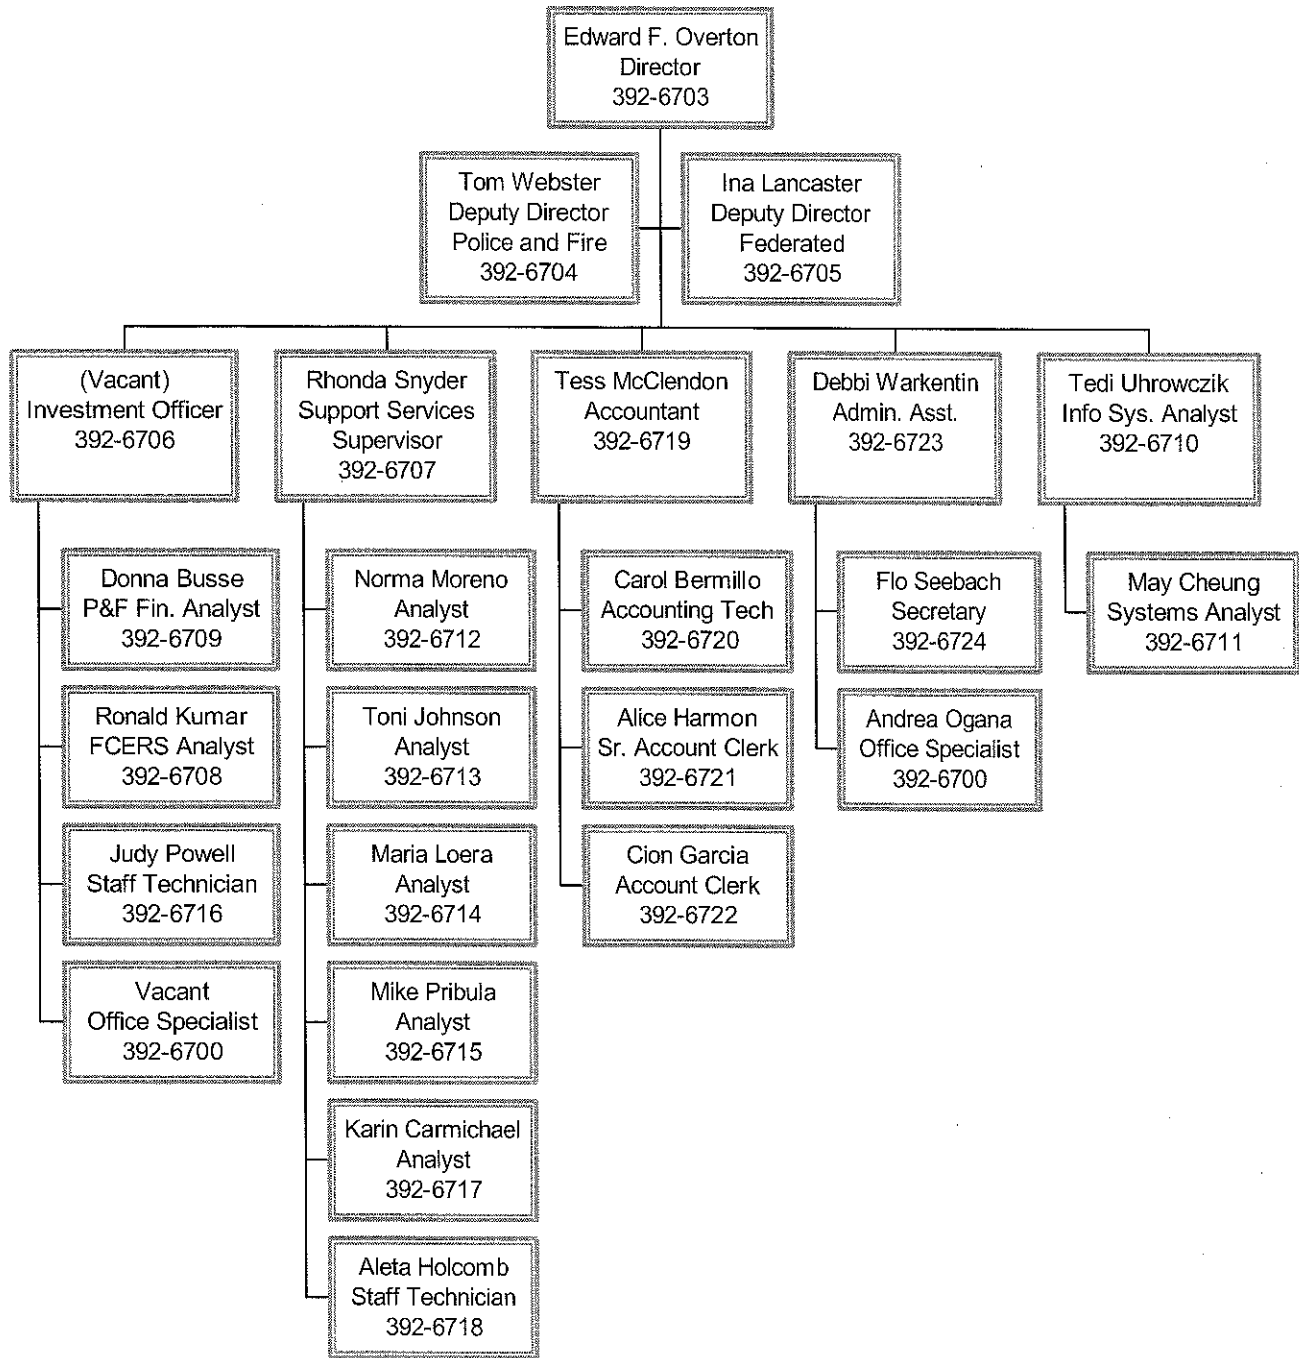 Edward F. Overton
Director
392-6703
Tom Webster
Deputy Director
Police and Fire
392-6704
Ina Lancaster
Deputy Director
Federated
392-6705
(Vacant)
Investment Officer
392-6706
Rhonda Snyder
Support Services
Supervisor
392-6707
Tess McClendon
Accountant
392-6719
Debbi Warkentin
Admin. Asst.
392-6723
Tedi Uhrowczik
Info Sys. Analyst
392-6710
Donna Busse
P&F Fin. Analyst
392-6709
Ronald Kumar
FCERS Analyst
392-6708
Judy Powell
Staff Technician
392-6716
Vacant
Office Specialist
392-6700
Norma Moreno
Analyst
392-6712
Toni Johnson
Analyst
392-6713
Maria Loera
Analyst
392-6714
Mike Pribula
Analyst
392-6715
Karin Carmichael
Analyst
392-6717
Aleta Holcomb
Staff Technician
392-6718
Carol Bermillo
Accounting Tech
392-6720
Alice Harmon
Sr. Account Clerk
392-6721
Cion Garcia
Account Clerk
392-6722
Flo Seebach
Secretary
392-6724
Andrea Ogana
Office Specialist
392-6700
May Cheung
Systems Analyst
392-6711